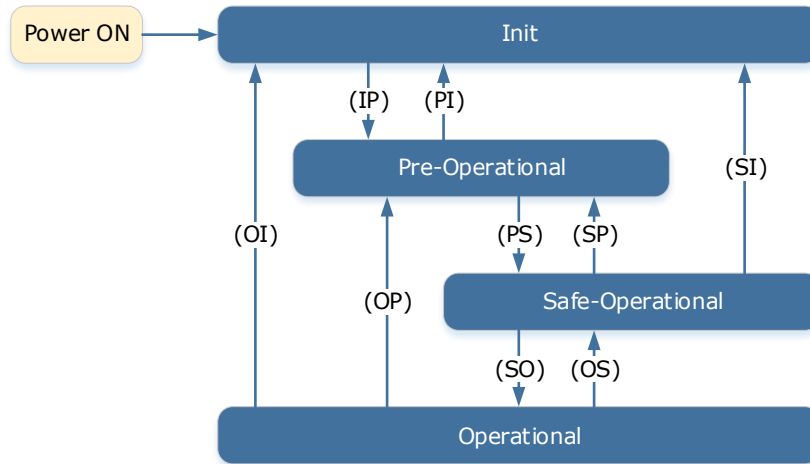 Power ON
Init
(IP)
(PI)
Pre-Operational
(SI)
(OI)
(PS)
(SP)
(OP)
Safe-Operational
(SO)
(OS)
Operational